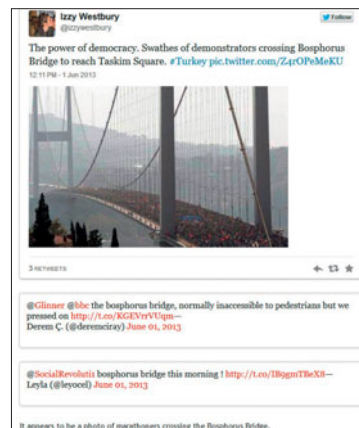 Izzy Westbury
@izzywestbury
Follow
The power of democracy. Swathes of demonstrators crossing Bosphorus
Bridge to reach Taskim Square. #Turkey pic.twitter.com/Z4rOPeMeKU
12:11 PM - 1 Jun 2013
3 RETWEETS
@Glinner @bbc the bosphorus bridge, normally inaccessible to pedestrians but we
pressed on http://t.co/KGEVrrVUqm—
Derem Ç. (@deremciray) June 01, 2013
@SocialRevolutiz bosphorus bridge this morning ! http://t.co/IB9gmTBeX8—
Leyla (@leyocel) June 01, 2013
It appears to be a photo of marathoners crossing the Bosphorus Bridge.